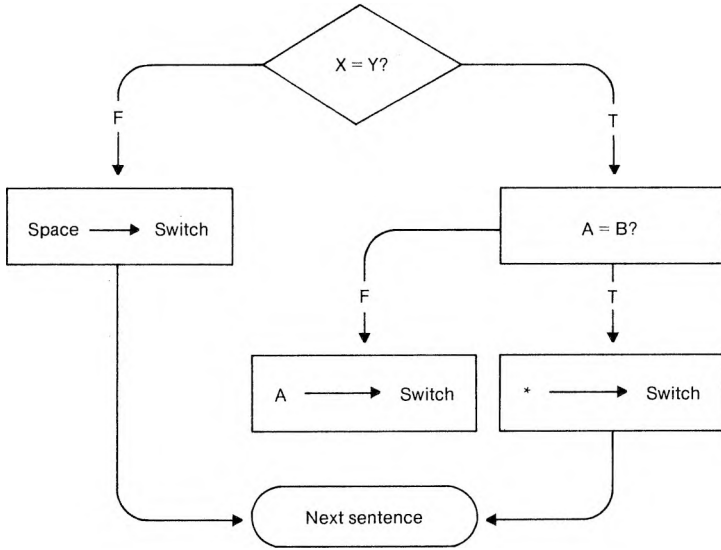 X = Y?
F
T
Space Switch
A = B?
F
T
A Switch
* Switch
Next sentence